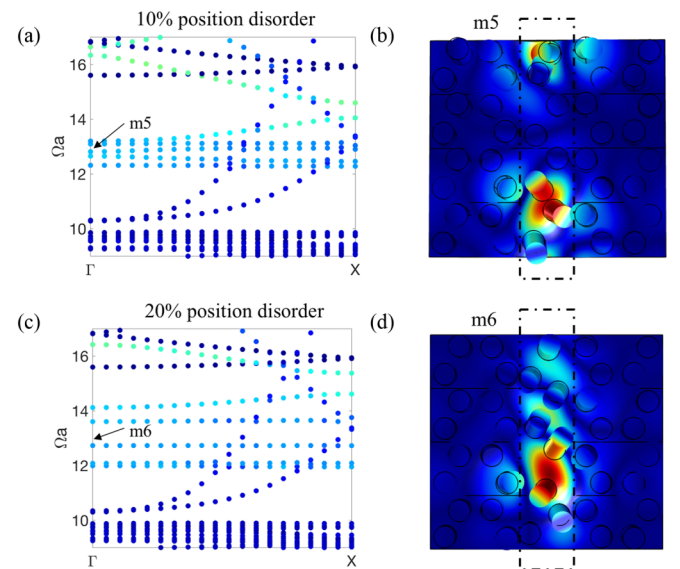 10% position disorder
(a)
(b)
m5
16
14
12
10
Ωa
m5
Γ
X
20% position disorder
(c)
(d)
m6
16
14
12
10
Ωa
m6
Γ
X